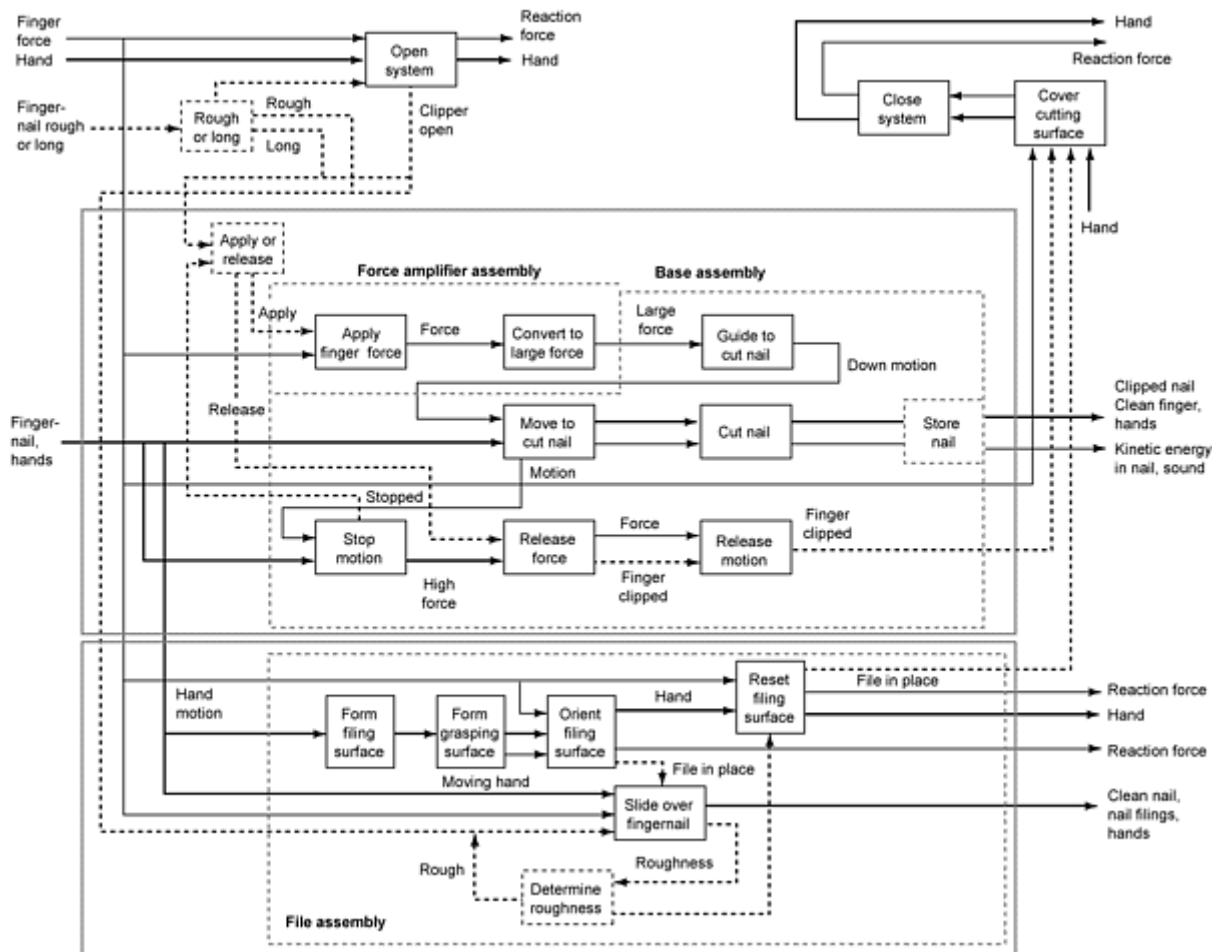 Finger
force
Hand
Reaction
force
Hand
Open
system
Hand
Reaction force
Close
system
Cover
cutting
surface
Hand
Finger-
nail rough
or long
Rough
or long
Rough
Long
Clipper
open
Apply or
release
Force amplifier assembly
Base assembly
Apply
Apply
finger force
Force
Convert to
large force
Large
force
Guide to
cut nail
Down motion
Release
Finger-
nail,
hands
Move to
cut nail
Cut nail
Store
nail
Clipped nail
Clean finger,
hands
Kinetic energy
in nail, sound
Motion
Stopped
Stop
motion
High
force
Release
force
Force
Finger
clipped
Release
motion
Finger
clipped
Hand
motion
Form
filing
surface
Form
grasping
surface
Orient
filing
surface
Hand
Reset
filing
surface
File in place
Reaction force
Hand
Reaction force
File in place
Moving hand
Slide over
fingernail
Clean nail,
nail filings,
hands
Rough
Roughness
Determine
roughness
File assembly